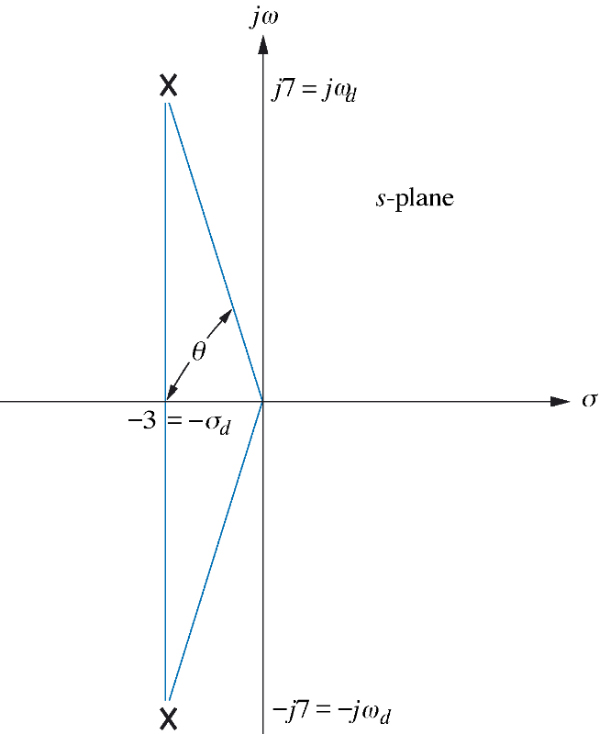 jω
X
j7 = jω_d
s-plane
θ
σ
−3 = −σ_d
X
−j7 = −jω_d